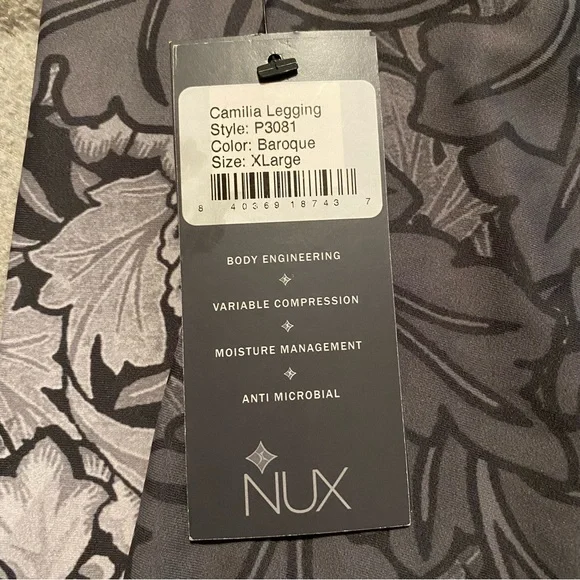 Camilia Legging
Style: P3081
Color: Baroque
Size: XLarge
8 40369 18743 7
BODY ENGINEERING
VARIABLE COMPRESSION
MOISTURE MANAGEMENT
ANTI MICROBIAL
NUX